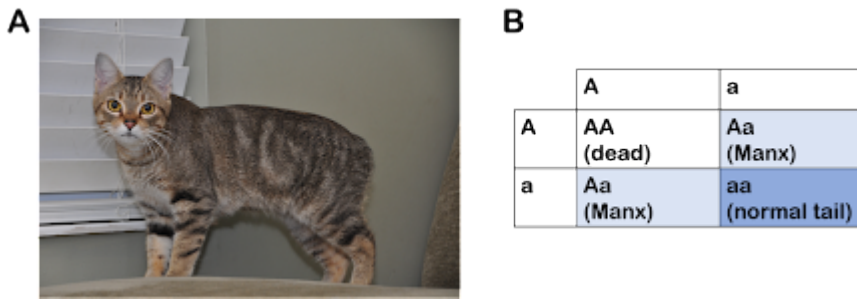 A
B
A a
A AA Aa
(dead) (Manx)
a Aa aa
(Manx) (normal tail)